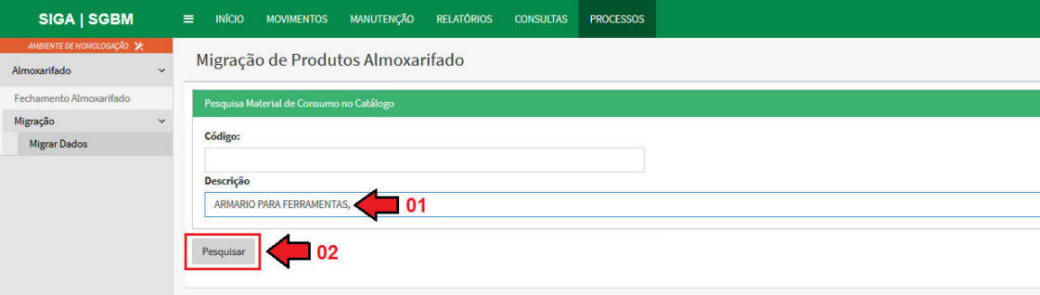 SIGA | SGBM
INÍCIO MOVIMENTOS MANUTENÇÃO RELATÓRIOS CONSULTAS PROCESSOS
AMBIENTE DE HOMOLOGAÇÃO
Almoxarifado
Fechamento Almoxarifado
Migração
Migrar Dados
Migração de Produtos Almoxarifado
Pesquisa Material de Consumo no Catálogo
Código:
Descrição
ARMARIO PARA FERRAMENTAS, 01
Pesquisar 02